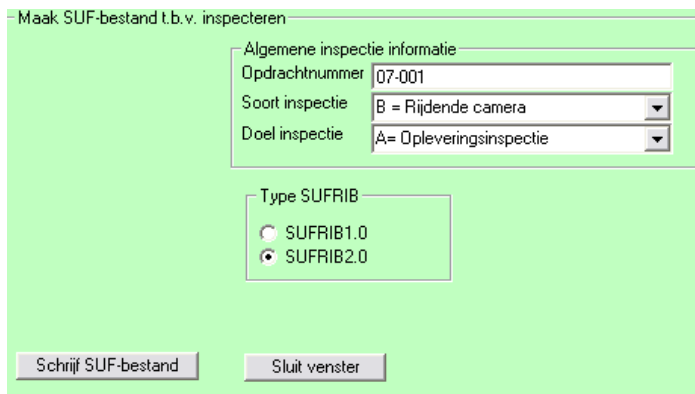 Maak SUF-bestand t.b.v. inspecteren
Algemene inspectie informatie
Opdrachtnummer 07-001
Soort inspectie B = Rijdende camera
Doel inspectie A= Opleveringsinspectie
Type SUFRIB
SUFRIB1.0
SUFRIB2.0
Schrijf SUF-bestand Sluit venster